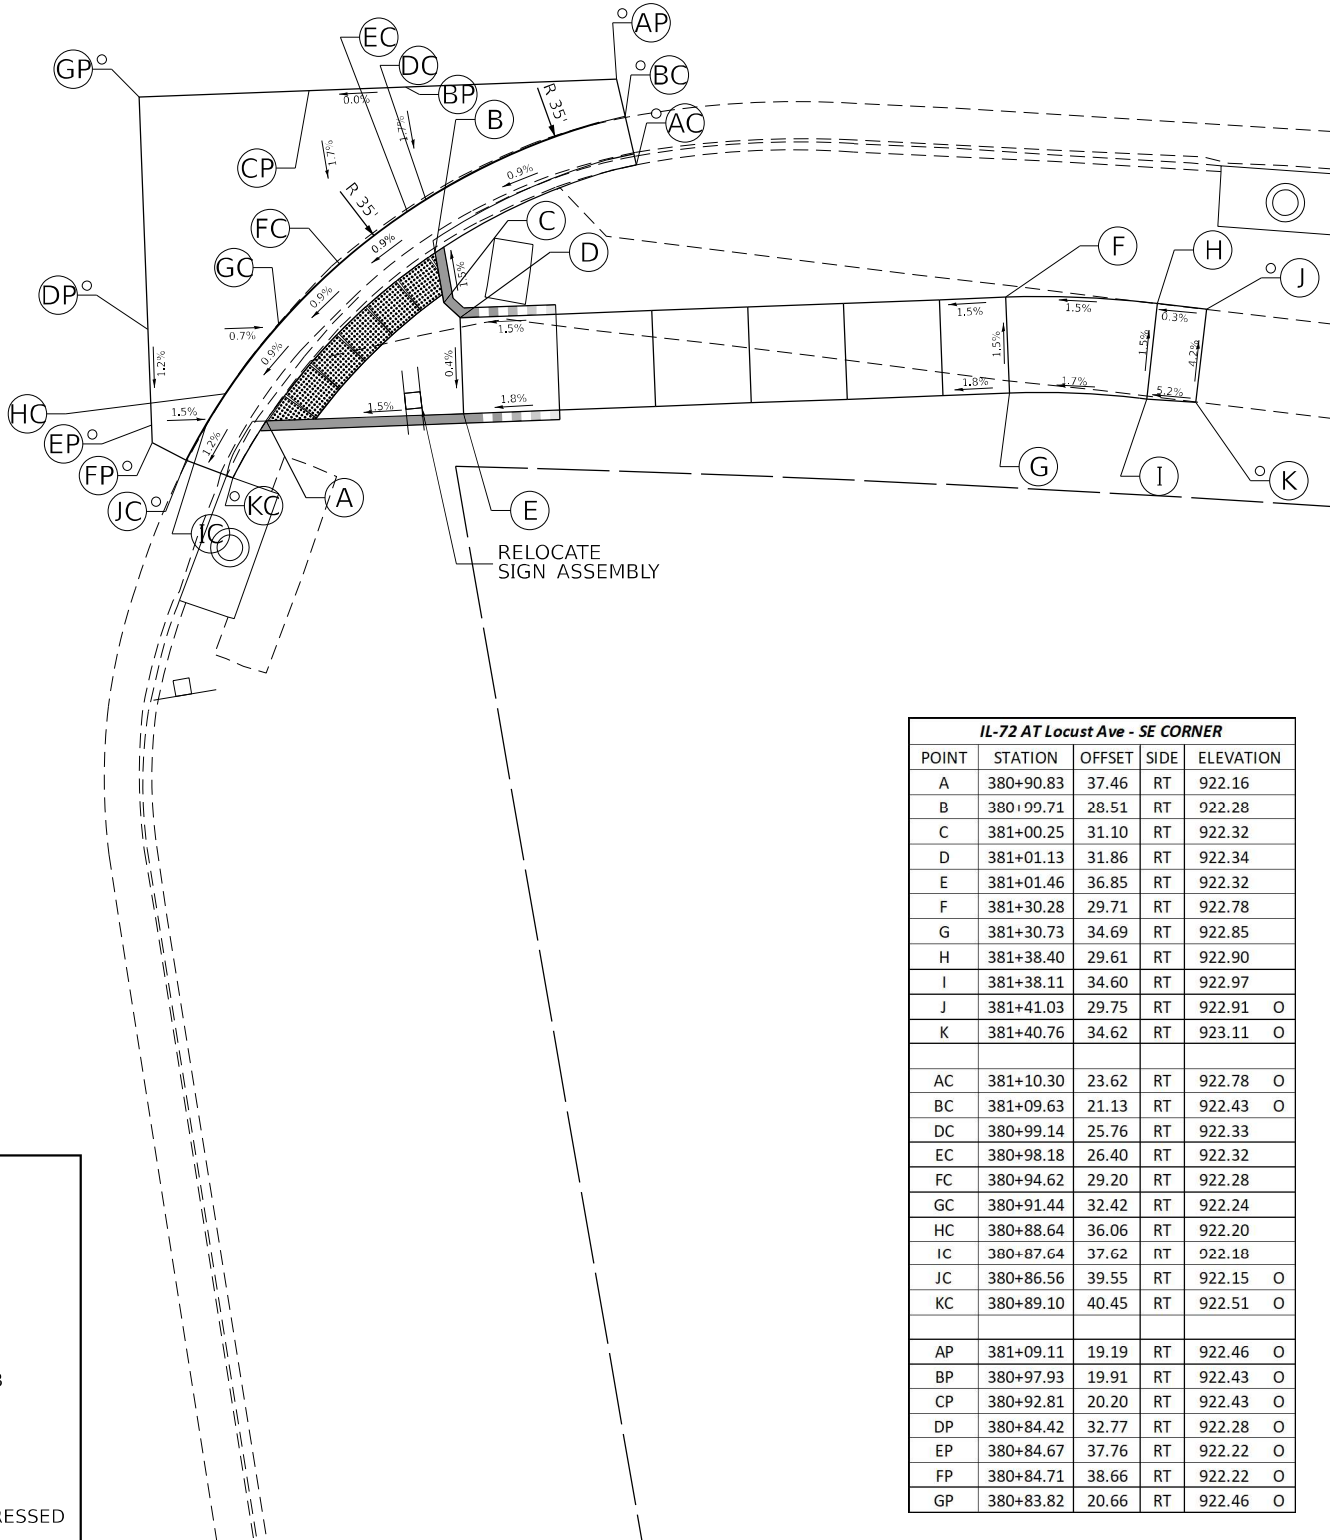 EC
AP
GP
DC
BC
BP
B
AC
0.0%
R 35'
1.7%
1.7%
CP
R 35'
0.9%
FC
0.9%
C
D
GC
1.5%
F
H
J
DP
0.9%
0.7%
1.5%
1.5%
1.5%
0.3%
0.9%
1.2%
0.4%
1.5%
1.5%
4.2%
HC
1.5%
1.5%
1.8%
1.8%
1.7%
5.2%
EP
1.2%
FP
JC
KC
A
IC
E
G
I
K
RELOCATE
SIGN ASSEMBLY
IL-72 AT Locust Ave - SE CORNER
POINT STATION OFFSET SIDE ELEVATION
A 380+90.83 37.46 RT 922.16
B 380+99.71 28.51 RT 922.28
C 381+00.25 31.10 RT 922.32
D 381+01.13 31.86 RT 922.34
E 381+01.46 36.85 RT 922.32
F 381+30.28 29.71 RT 922.78
G 381+30.73 34.69 RT 922.85
H 381+38.40 29.61 RT 922.90
I 381+38.11 34.60 RT 922.97
J 381+41.03 29.75 RT 922.91 O
K 381+40.76 34.62 RT 923.11 O
AC 381+10.30 23.62 RT 922.78 O
BC 381+09.63 21.13 RT 922.43 O
DC 380+99.14 25.76 RT 922.33
EC 380+98.18 26.40 RT 922.32
FC 380+94.62 29.20 RT 922.28
GC 380+91.44 32.42 RT 922.24
HC 380+88.64 36.06 RT 922.20
IC 380+87.64 37.62 RT 922.18
JC 380+86.56 39.55 RT 922.15 O
KC 380+89.10 40.45 RT 922.51 O
AP 381+09.11 19.19 RT 922.46 O
BP 380+97.93 19.91 RT 922.43 O
CP 380+92.81 20.20 RT 922.43 O
DP 380+84.42 32.77 RT 922.28 O
EP 380+84.67 37.76 RT 922.22 O
FP 380+84.71 38.66 RT 922.22 O
GP 380+83.82 20.66 RT 922.46 O
RESSED